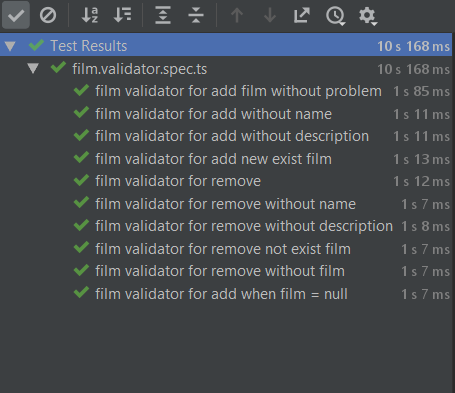 Test Results 10 s 168 ms
film.validator.spec.ts 10 s 168 ms
film validator for add film without problem 1 s 85 ms
film validator for add without name 1 s 11 ms
film validator for add without description 1 s 11 ms
film validator for add new exist film 1 s 13 ms
film validator for remove 1 s 12 ms
film validator for remove without name 1 s 7 ms
film validator for remove without description 1 s 8 ms
film validator for remove not exist film 1 s 7 ms
film validator for remove without film 1 s 7 ms
film validator for add when film = null 1 s 7 ms